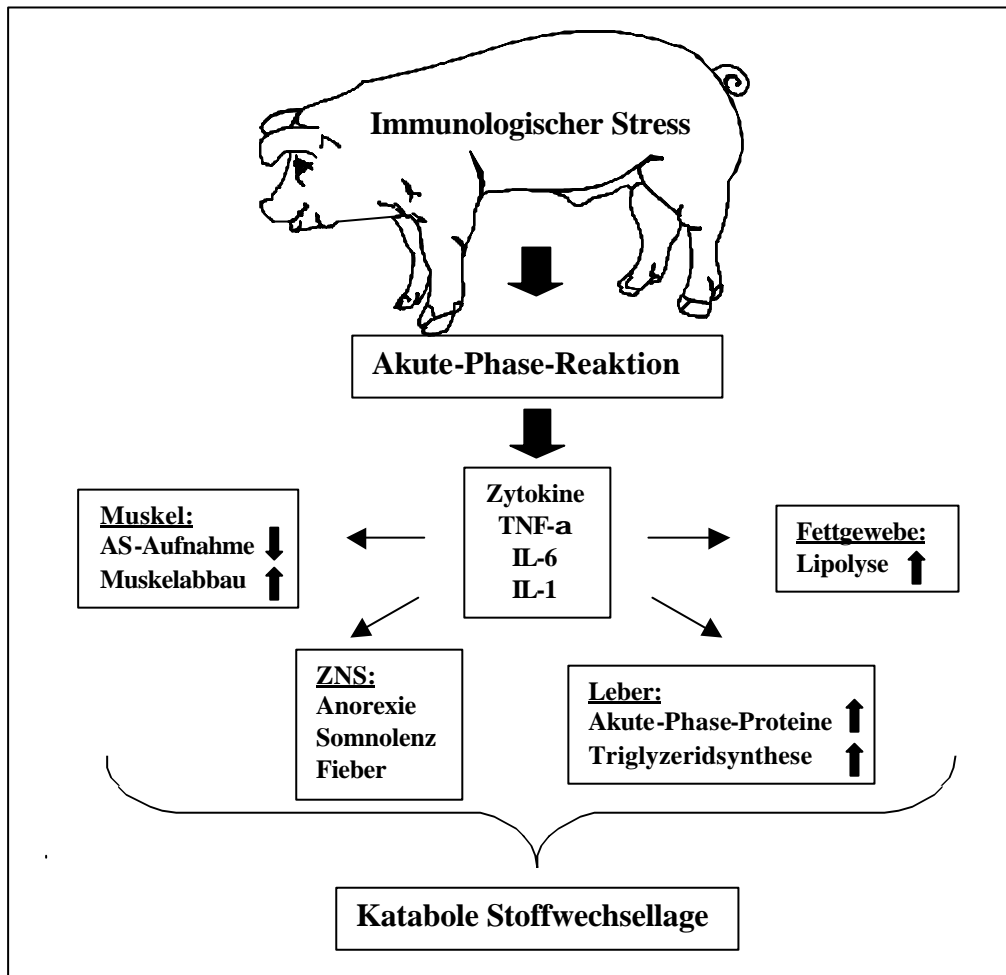 Immunologischer Stress
Akute-Phase-Reaktion
Zytokine
TNF-a
IL-6
IL-1
Muskel:
AS-Aufnahme
Muskelabbau
Fettgewebe:
Lipolyse
ZNS:
Anorexie
Somnolenz
Fieber
Leber:
Akute-Phase-Proteine
Triglyzeridsynthese
Katabole Stoffwechsellage